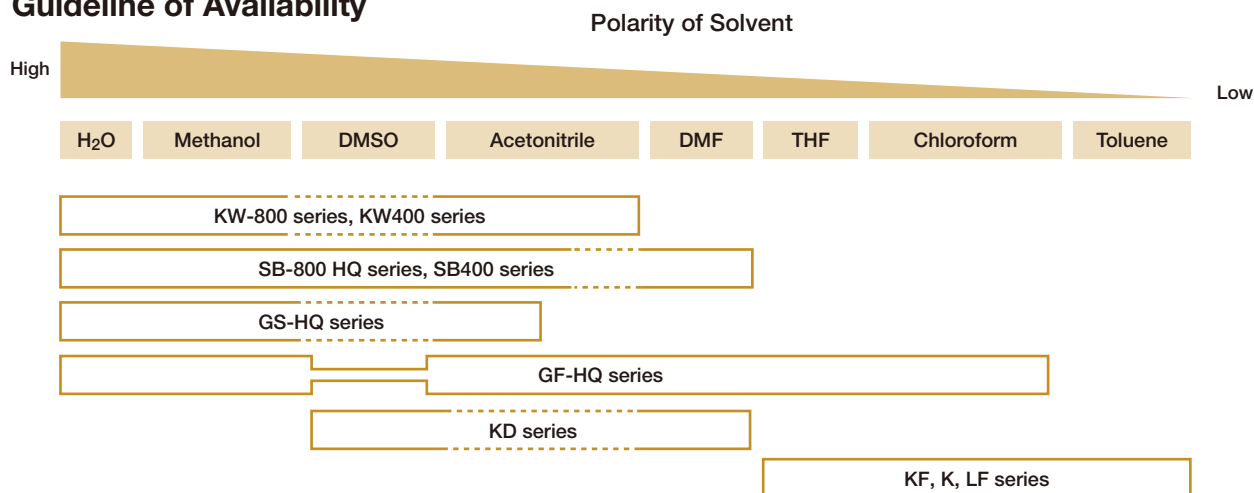 Guideline of Availability
Polarity of Solvent
High
Low
H₂O Methanol DMSO Acetonitrile DMF THF Chloroform Toluene
KW-800 series, KW400 series
SB-800 HQ series, SB400 series
GS-HQ series
GF-HQ series
KD series
KF, K, LF series